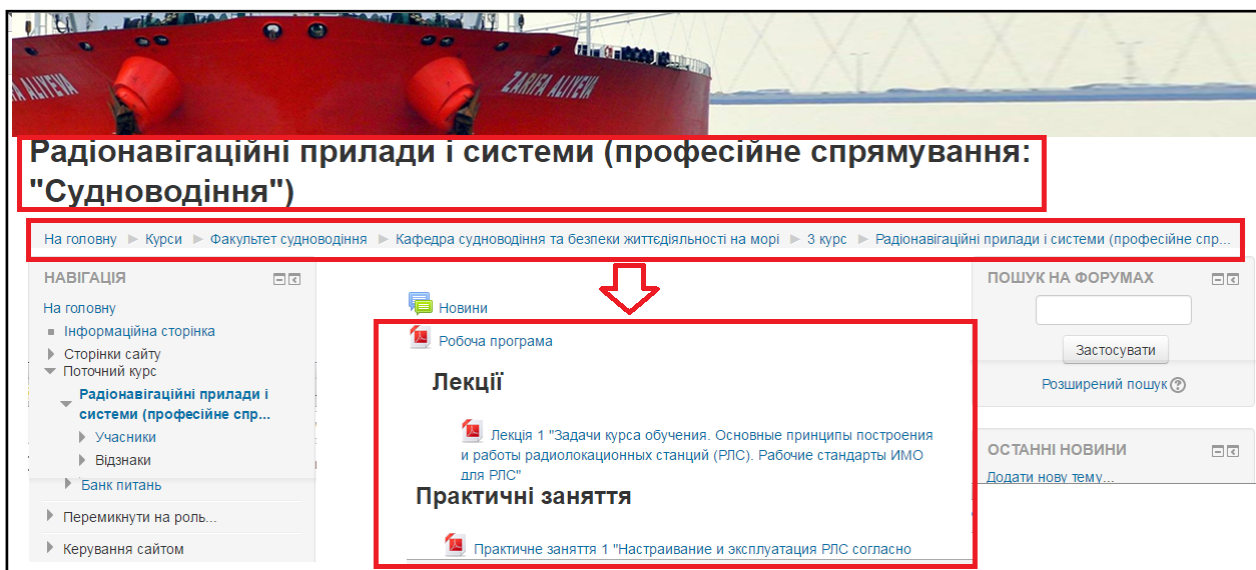 ALIYEVA
ZARIFA ALIYEVA
Радіонавігаційні прилади і системи (професійне спрямування:
"Судноводіння")
На головну ► Курси ► Факультет судноводіння ► Кафедра судноводіння та безпеки життєдіяльності на морі ► 3 курс ► Радіонавігаційні прилади і системи (професійне спр...
НАВІГАЦІЯ
На головну
Інформаційна сторінка
Сторінки сайту
Поточний курс
Радіонавігаційні прилади і
системи (професійне спр...
Учасники
Відзнаки
Банк питань
Перемикнути на роль...
Керування сайтом
Новини
Робоча програма
Лекції
Лекція 1 "Задачи курса обучения. Основные принципы построения
и работы радиолокационных станций (РЛС). Рабочие стандарты ИМО
для РЛС"
Практичні заняття
Практичне заняття 1 "Настраивание и эксплуатация РЛС согласно
ПОШУК НА ФОРУМАХ
Застосувати
Розширений пошук
ОСТАННІ НОВИНИ
Додати нову тему...